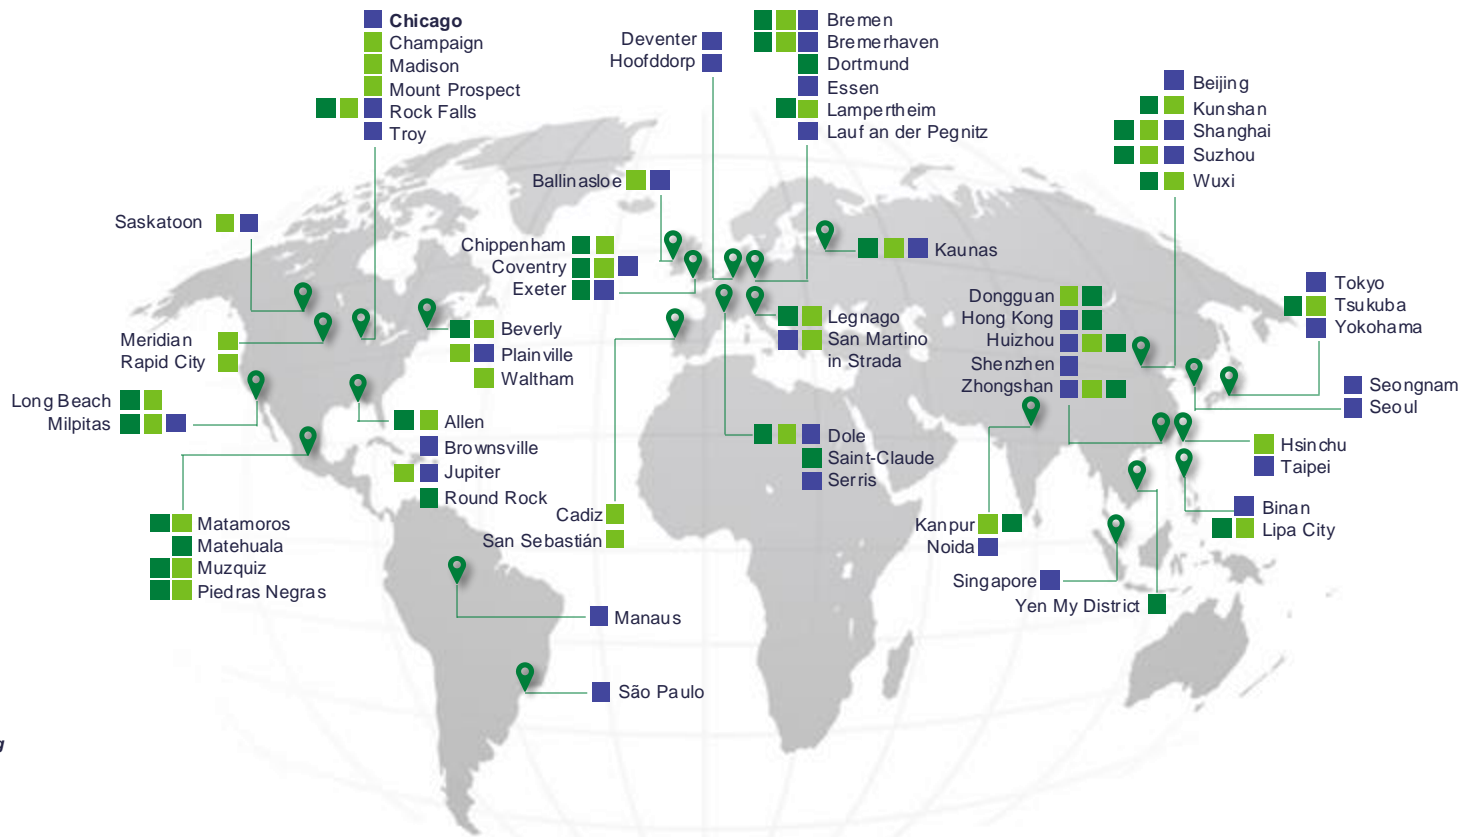 Chicago
Champaign
Madison
Mount Prospect
Rock Falls
Troy
Deventer
Hoofddorp
Bremen
Bremerhaven
Dortmund
Essen
Lampertheim
Lauf an der Pegnitz
Beijing
Kunshan
Shanghai
Suzhou
Wuxi
Ballinasloe
Saskatoon
Chippenham
Coventry
Exeter
Kaunas
Tokyo
Tsukuba
Yokohama
Dongguan
Hong Kong
Huizhou
Shenzhen
Zhongshan
Legnago
San Martino
in Strada
Meridian
Rapid City
Beverly
Plainville
Waltham
Long Beach
Milpitas
Seongnam
Seoul
Allen
Brownsville
Jupiter
Round Rock
Dole
Saint-Claude
Serris
Hsinchu
Taipei
Cadiz
San Sebastián
Matamoros
Matehuala
Muzquiz
Piedras Negras
Kanpur
Noida
Binan
Lipa City
Singapore
Yen My District
Manaus
São Paulo
g